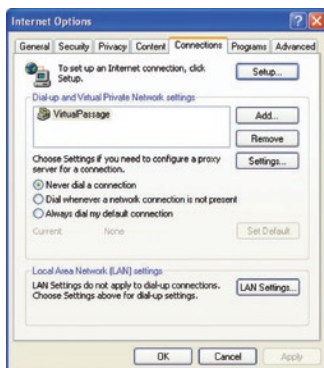 Internet Options
General Security Privacy Content Connections Programs Advanced
To set up an Internet connection, click
Setup.
Setup...
Dial-up and Virtual Private Network settings
VirtualPassage
Add...
Remove
Choose Settings if you need to configure a proxy
server for a connection.
Settings...
Never dial a connection
Dial whenever a network connection is not present
Always dial my default connection
Current None
Set Default
Local Area Network (LAN) settings
LAN Settings do not apply to dial-up connections.
Choose Settings above for dial-up settings.
LAN Settings...
OK Cancel Apply